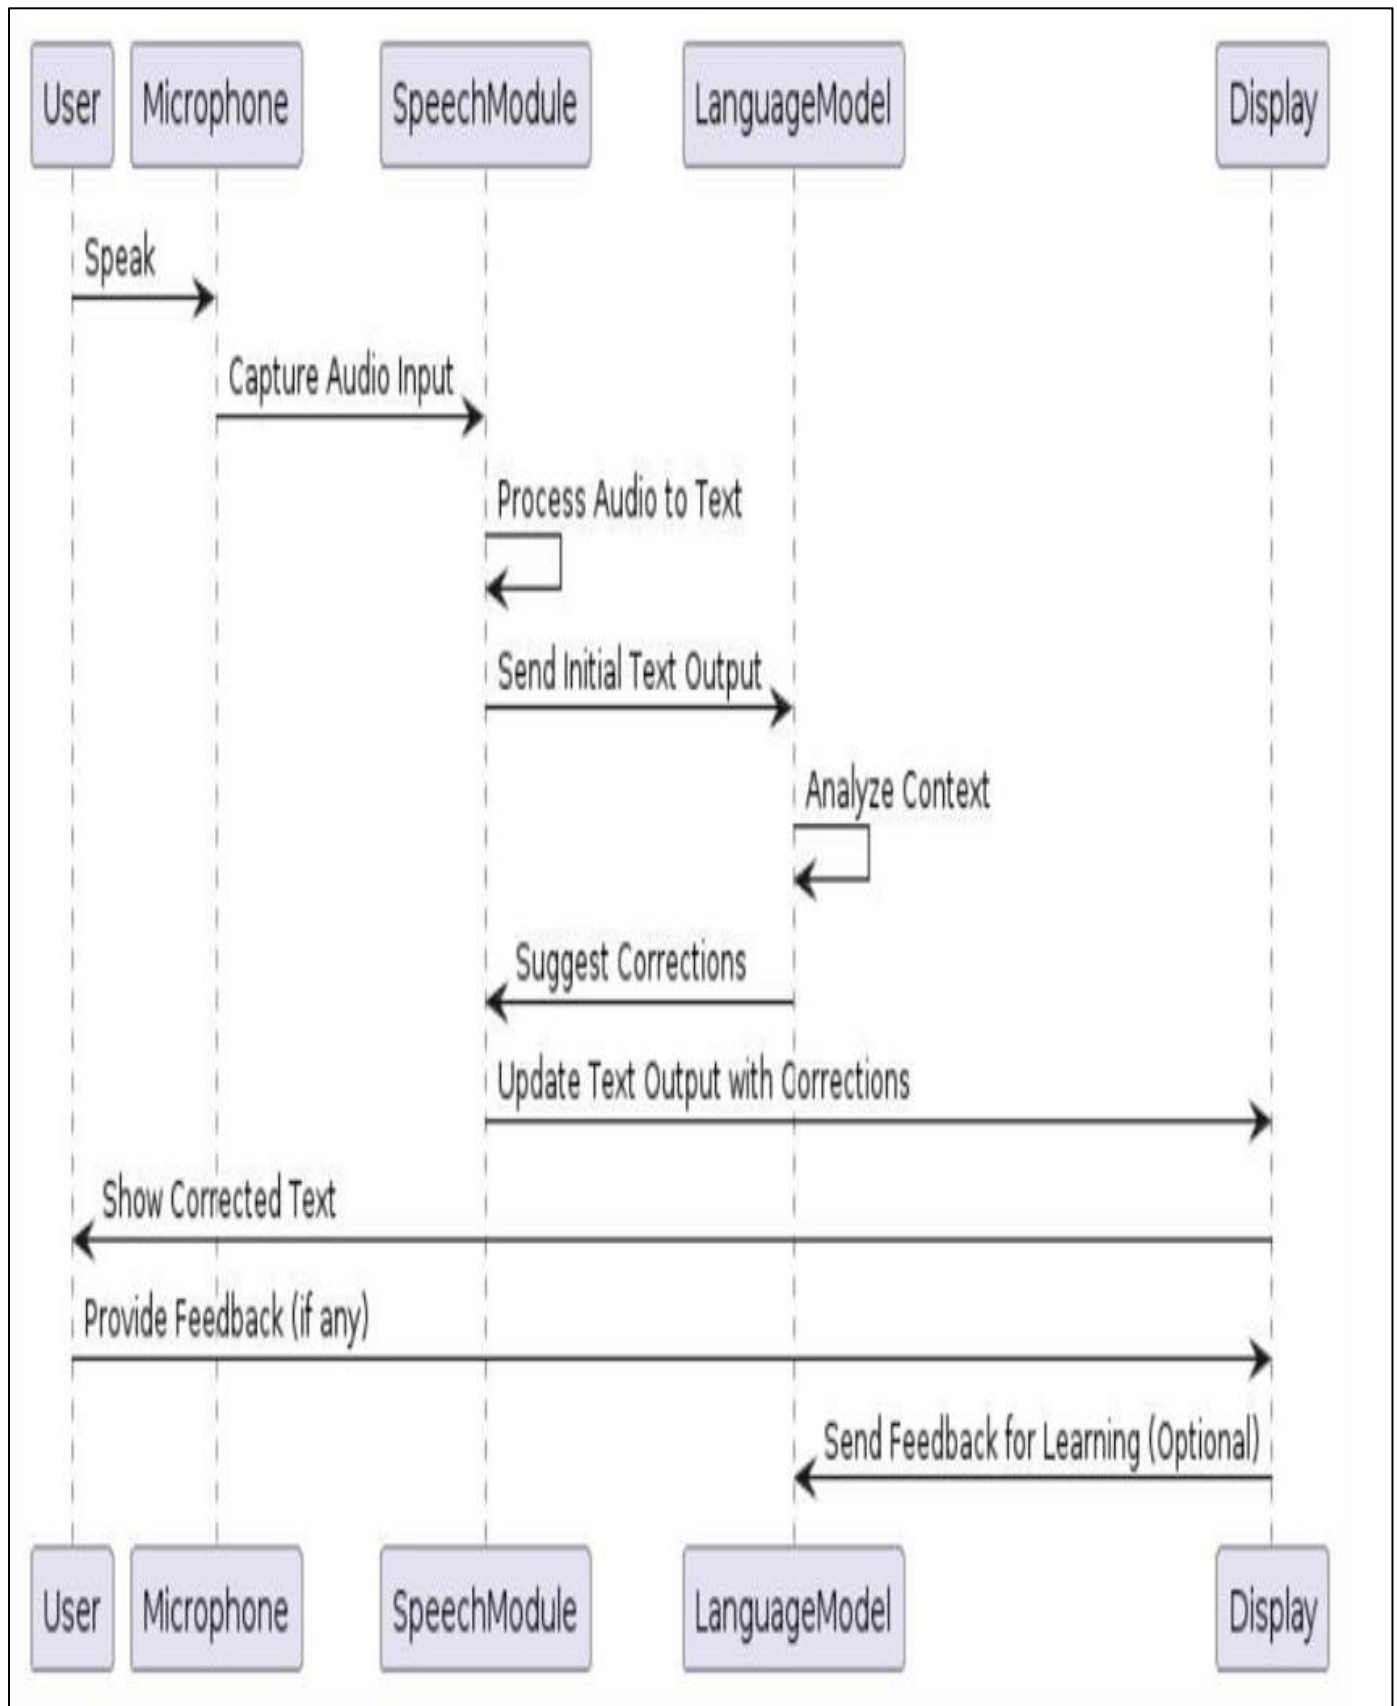 User Microphone SpeechModule LanguageModel Display
Speak
Capture Audio Input
Process Audio to Text
Send Initial Text Output
Analyze Context
Suggest Corrections
Update Text Output with Corrections
Show Corrected Text
Provide Feedback (if any)
Send Feedback for Learning (Optional)
User Microphone SpeechModule LanguageModel Display